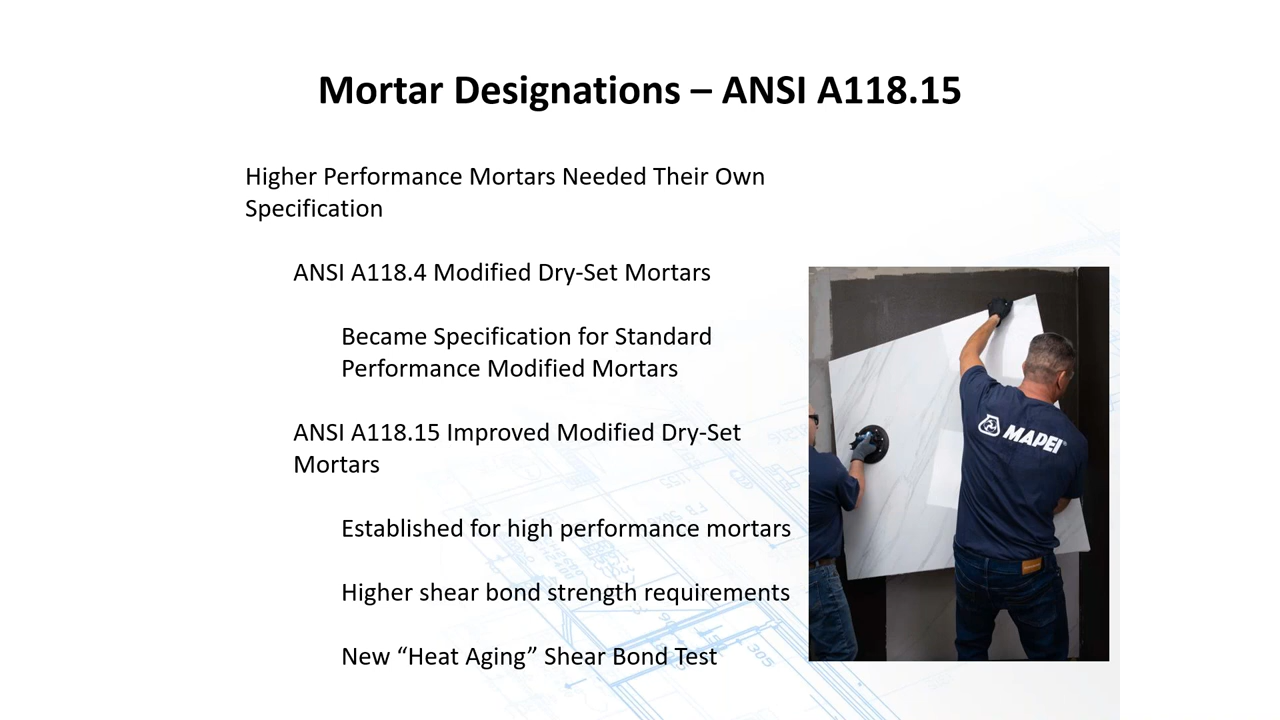 Mortar Designations – ANSI A118.15
Higher Performance Mortars Needed Their Own
Specification
ANSI A118.4 Modified Dry-Set Mortars
Became Specification for Standard
Performance Modified Mortars
ANSI A118.15 Improved Modified Dry-Set
Mortars
Established for high performance mortars
Higher shear bond strength requirements
New “Heat Aging” Shear Bond Test
MAPEI
305